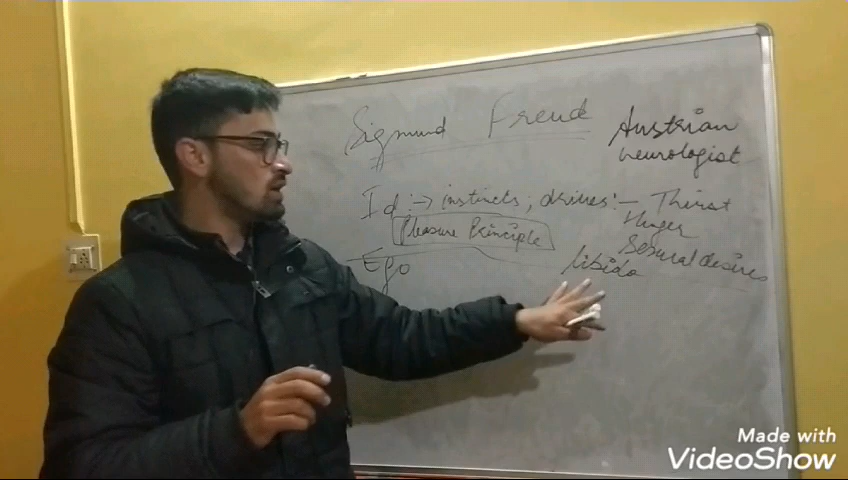 Sigmund Freud
Austrian
neurologist
Id :-> instincts ; drives :- Thirst
Hunger
Pleasure Principle
Sexual desires
Ego
libido
Made with
VideoShow